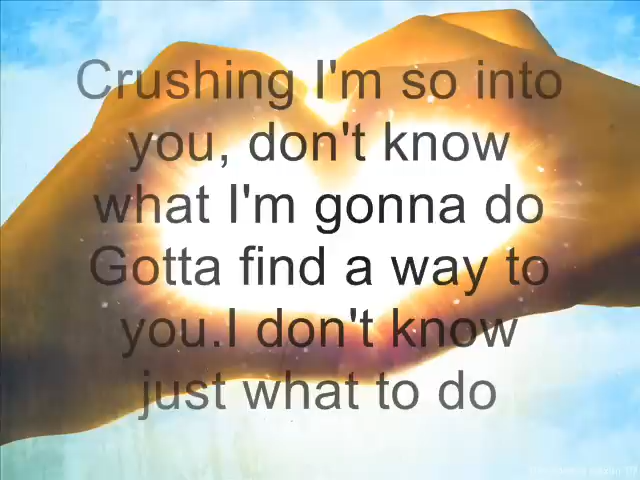 Crushing I'm so into
you, don't know
what I'm gonna do
Gotta find a way to
you.I don't know
just what to do